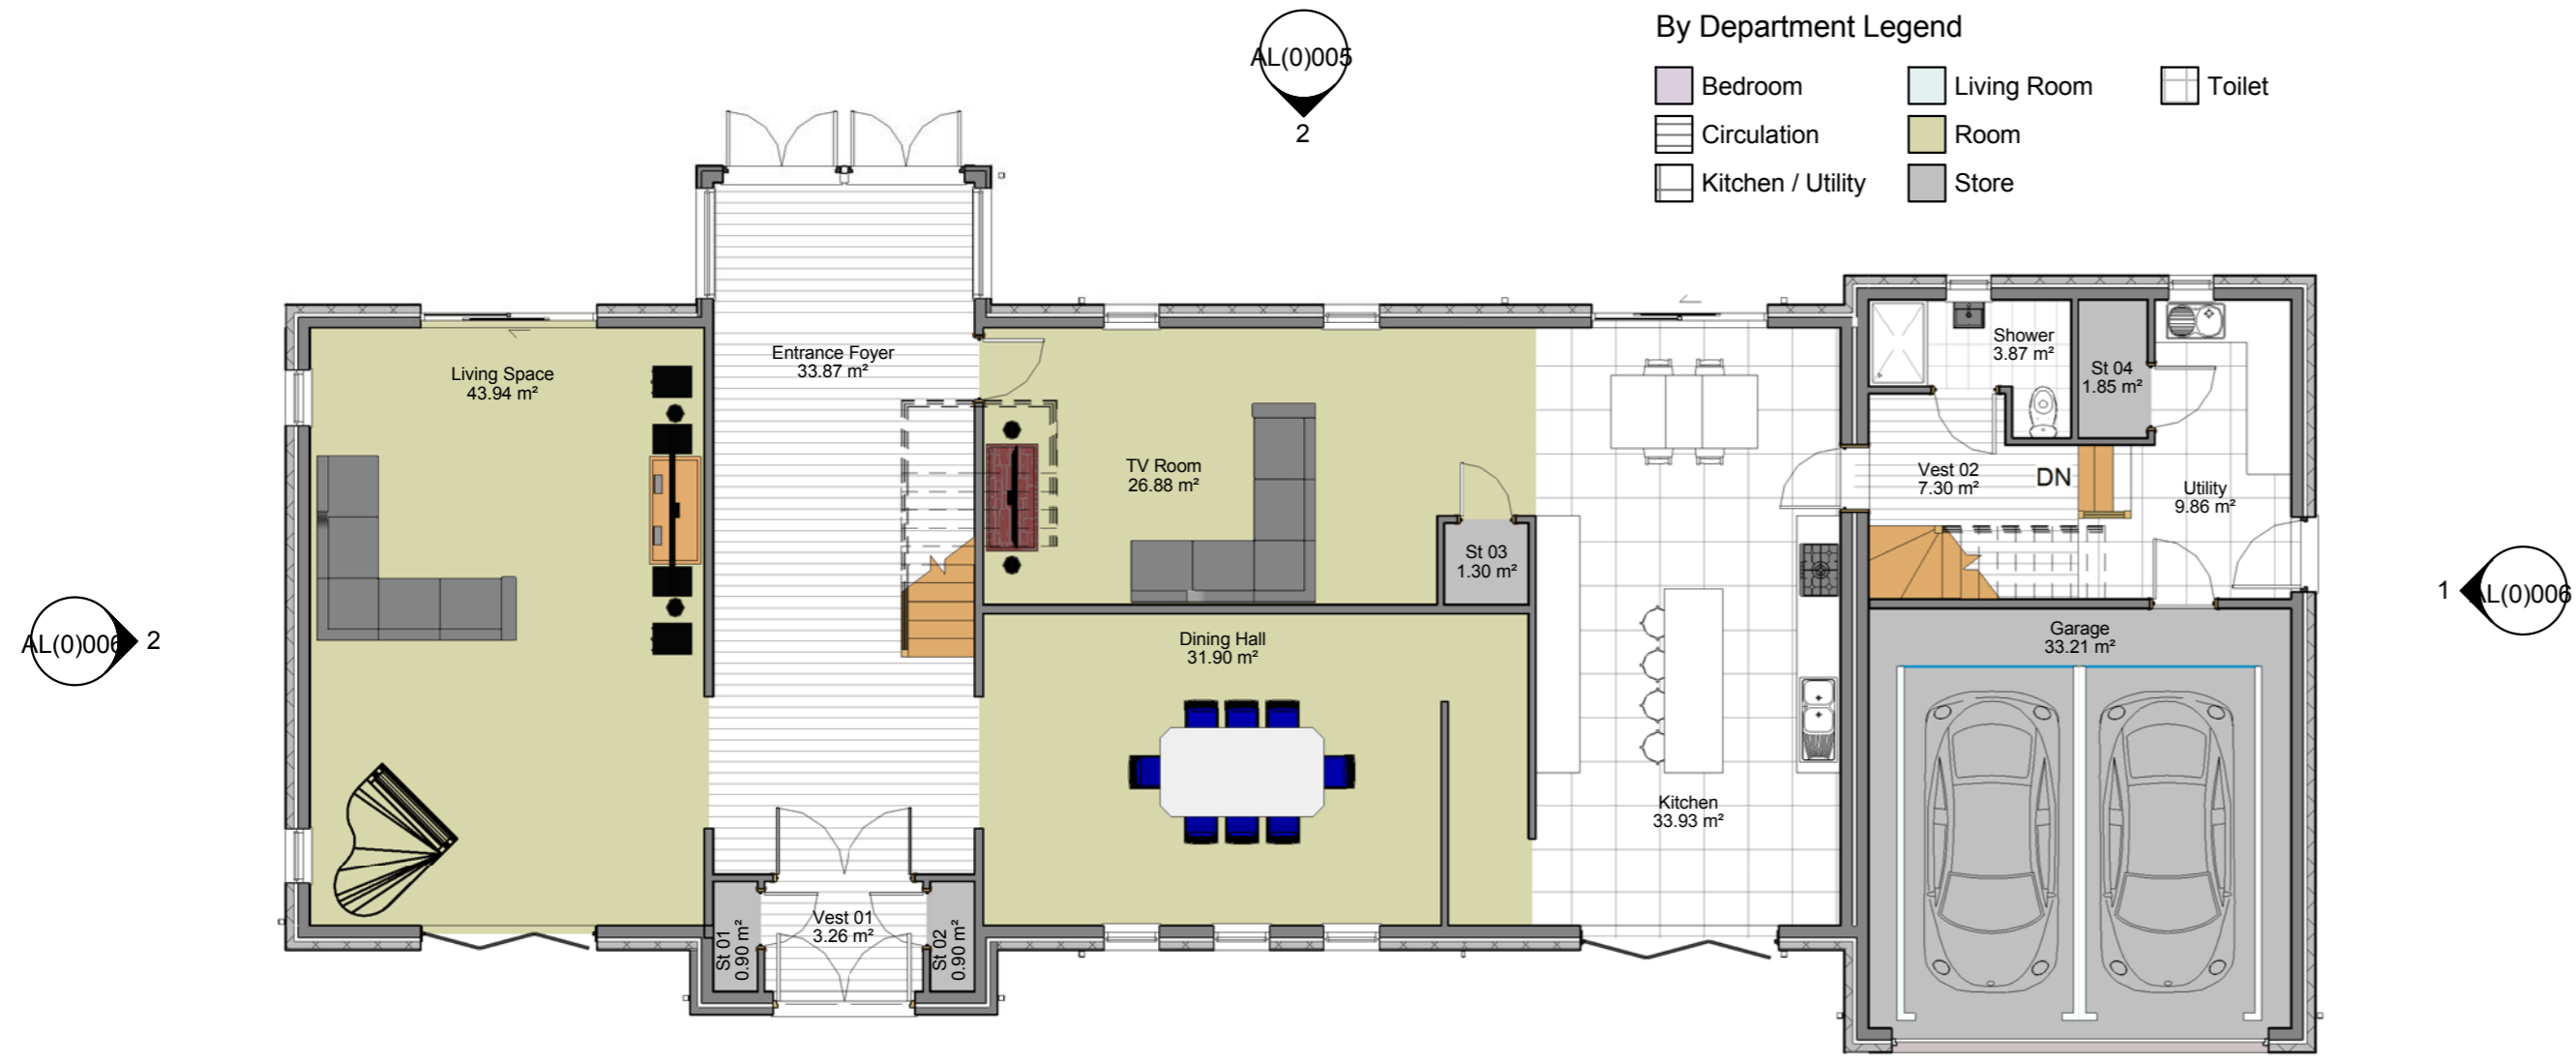 By Department Legend
Bedroom
Living Room
Toilet
Circulation
Room
Kitchen / Utility
Store
AL(0)005
2
Living Space
43.94 m²
Entrance Foyer
33.87 m²
TV Room
26.88 m²
St 03
1.30 m²
Dining Hall
31.90 m²
Kitchen
33.93 m²
Shower
3.87 m²
St 04
1.85 m²
Vest 02
7.30 m²
DN
Utility
9.86 m²
Garage
33.21 m²
St 01
0.90 m²
Vest 01
3.26 m²
St 02
0.90 m²
AL(0)006
2
1
AL(0)006